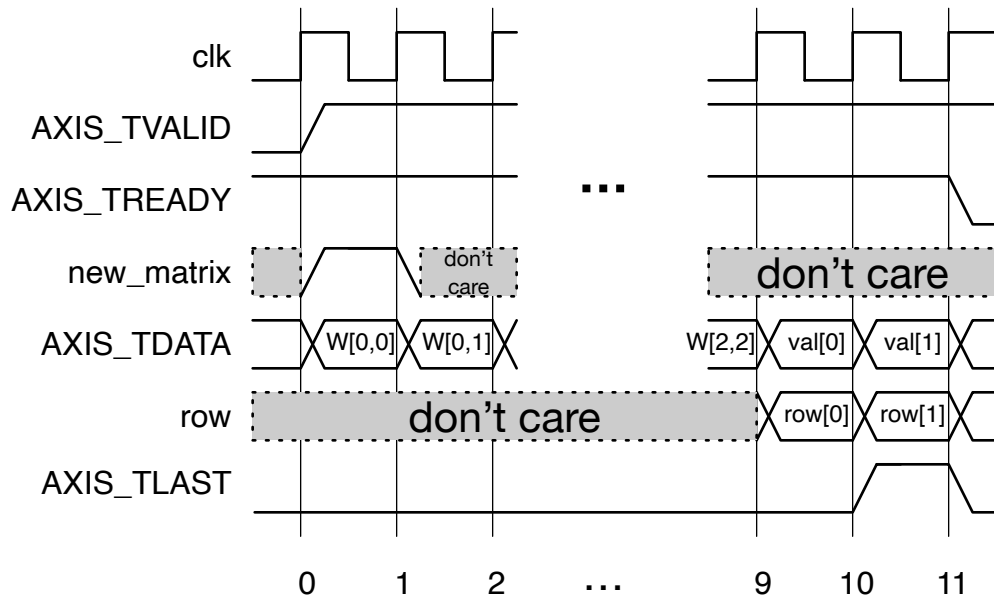 clk
AXIS_TVALID
AXIS_TREADY
...
new_matrix
don't
care
don't care
AXIS_TDATA
W[0,0]
W[0,1]
W[2,2]
val[0]
val[1]
row
don't care
row[0]
row[1]
AXIS_TLAST
0 1 2 ... 9 10 11